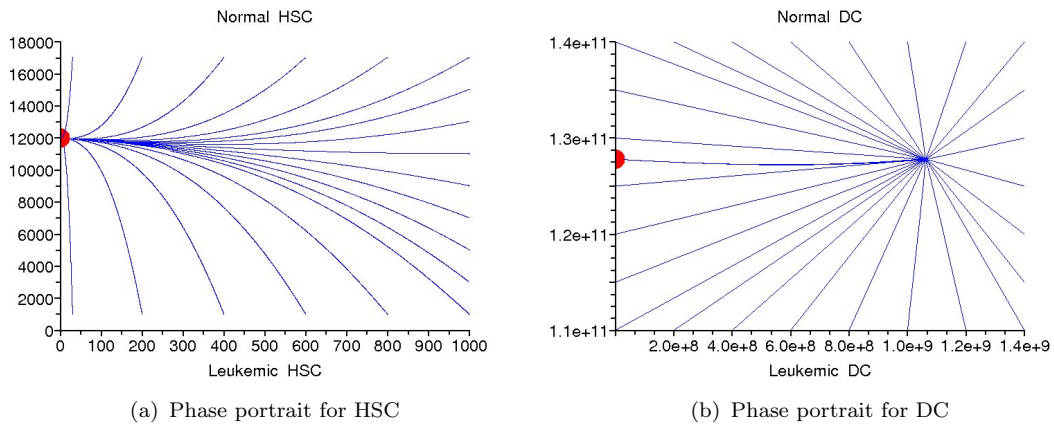 Normal HSC
18000
16000
14000
12000
10000
8000
6000
4000
2000
0
0 100 200 300 400 500 600 700 800 900 1000
Leukemic HSC
(a) Phase portrait for HSC
Normal DC
1.4e+11
1.3e+11
1.2e+11
1.1e+11
2.0e+8 4.0e+8 6.0e+8 8.0e+8 1.0e+9 1.2e+9 1.4e+9
Leukemic DC
(b) Phase portrait for DC